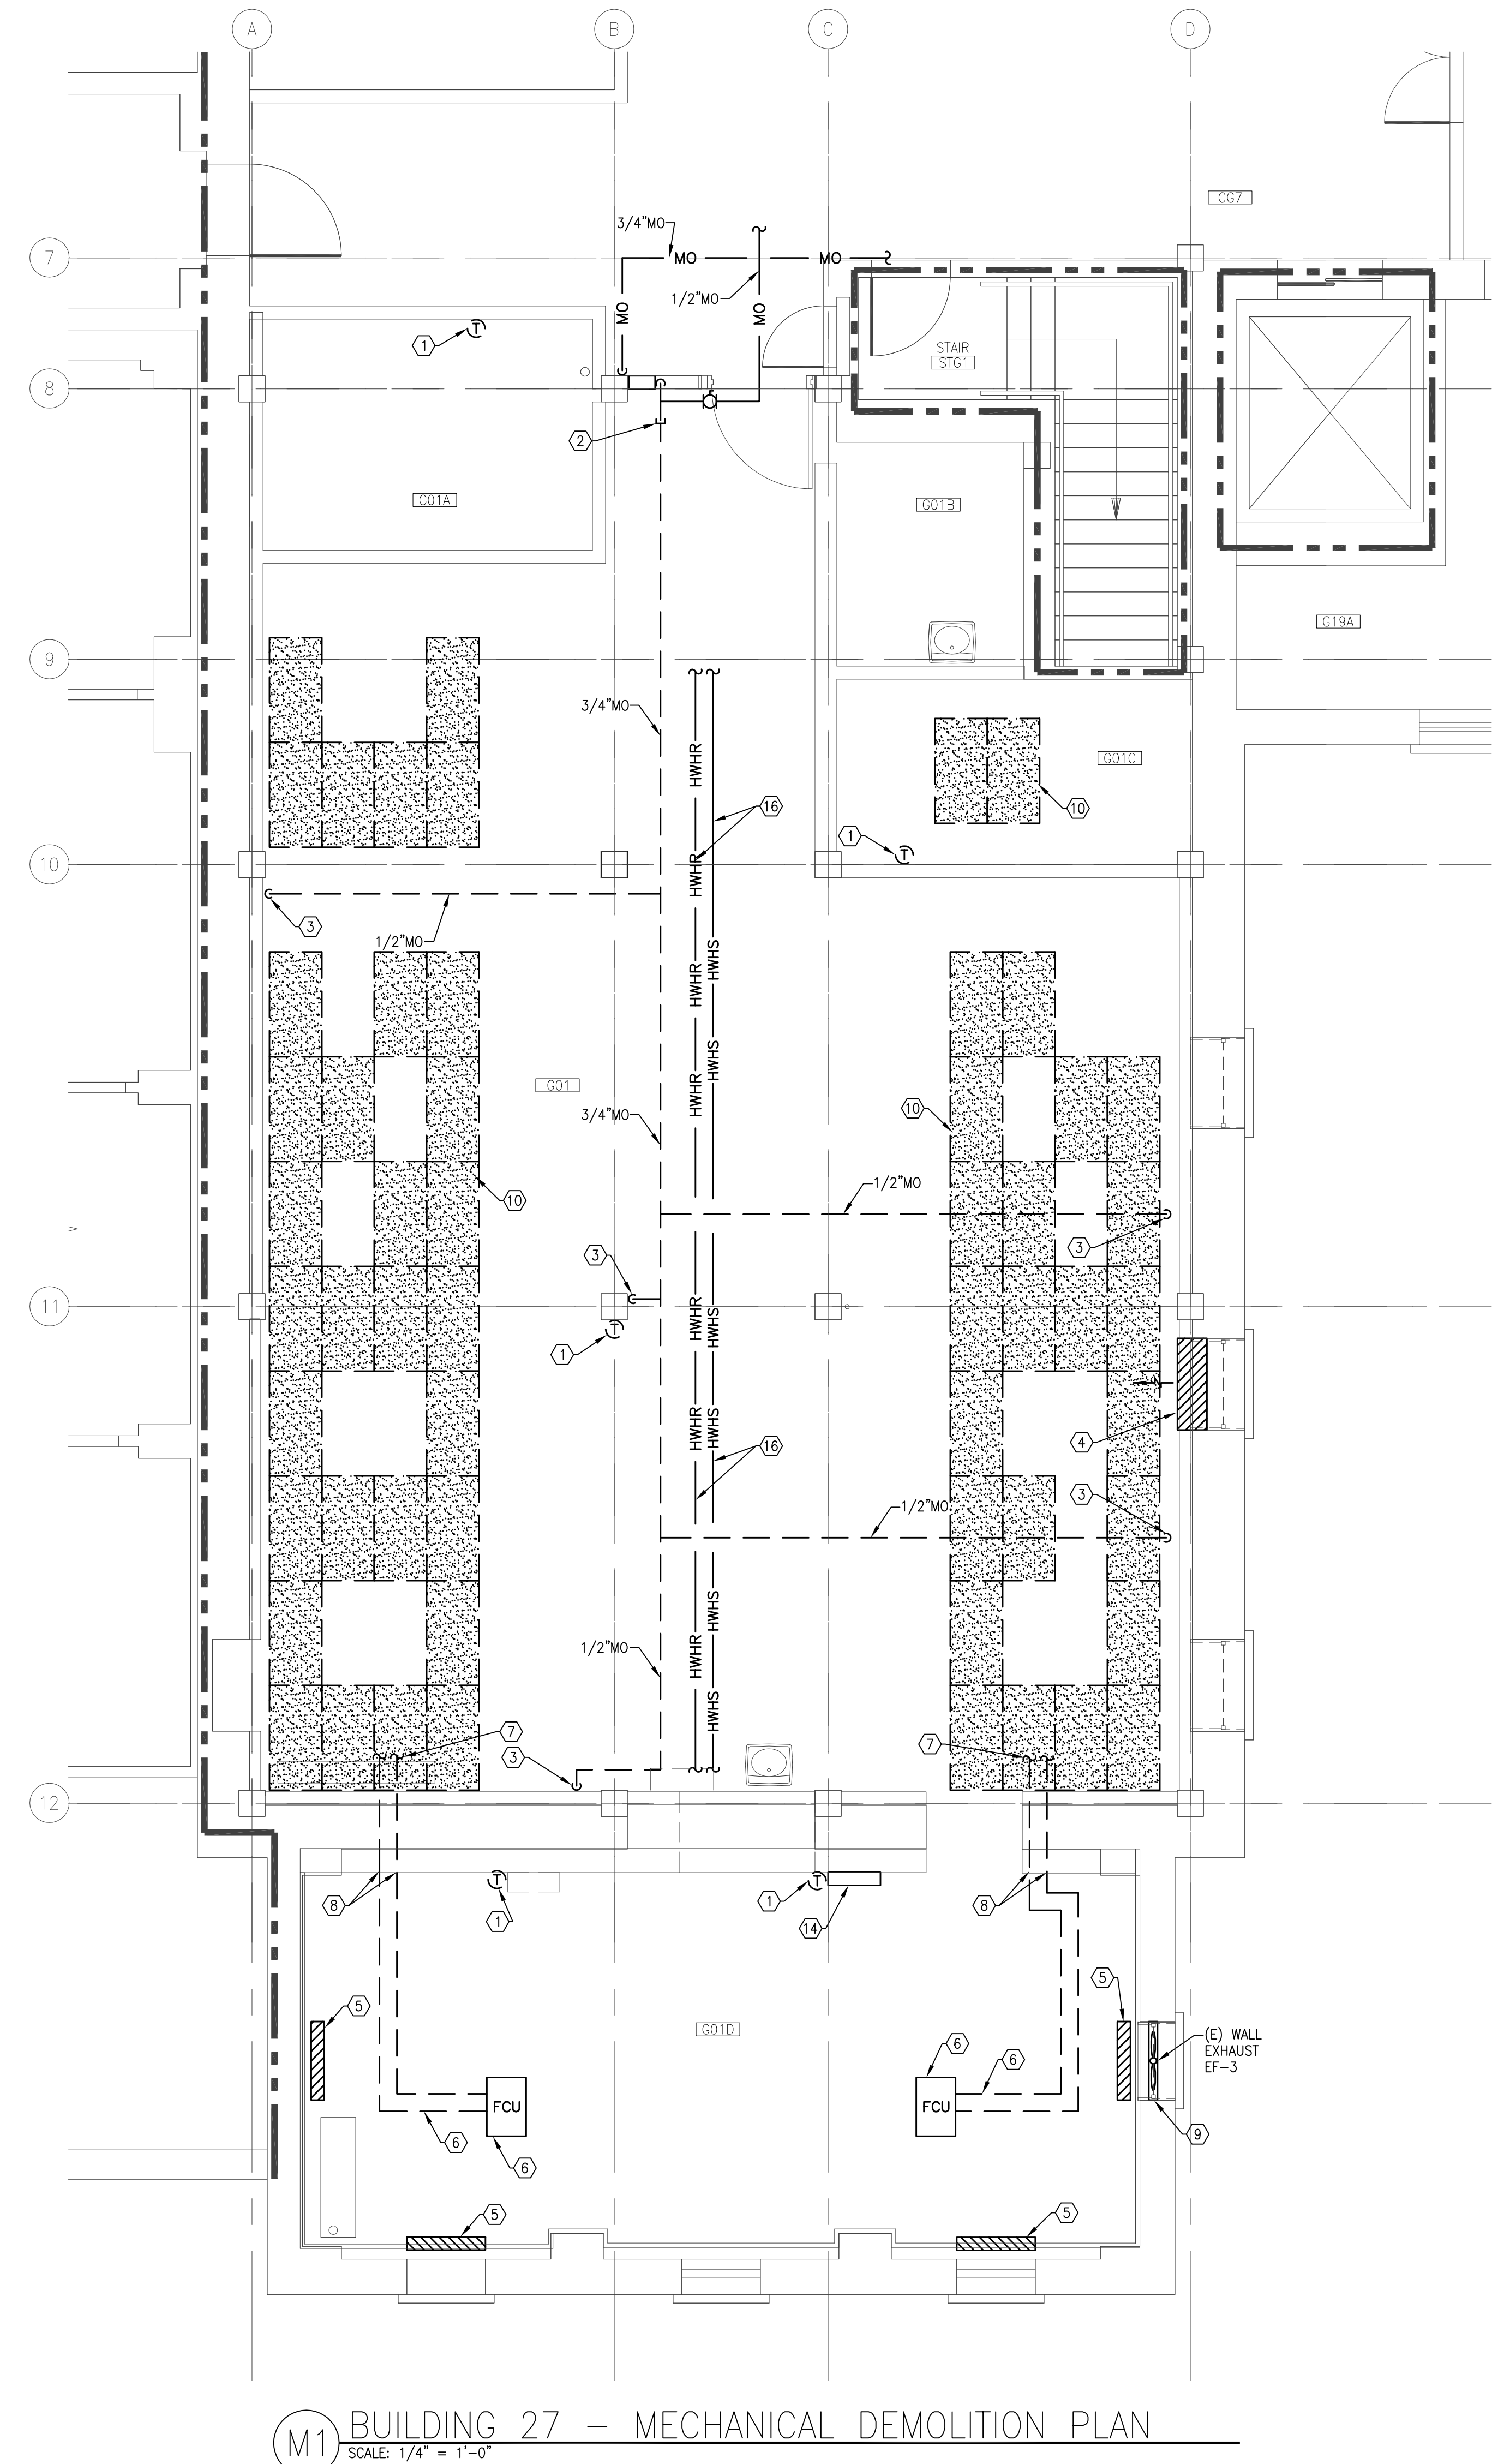 A
B
C
D
CG7
3/4"MO
7
MO
MO
1/2"MO
MO
MO
1
T
STAIR
STG1
8
2
G01A
G01B
G19A
9
3/4"MO
HWHR
G01C
16
10
1
T
10
HWHR
3
1/2"MO
HWHR
HWHS
HWHS
G01
HWHR
3/4"MO
10
10
1/2"MO
3
3
11
HWHR
HWHS
T
1
HWHR
HWHS
4
16
3
1/2"MO
HWHS
1/2"MO
HWHR
HWHS
7
7
3
12
T
1
8
1
T
14
8
5
5
G01D
(E) WALL
EXHAUST
EF-3
6
6
FCU
FCU
9
6
6
5
5
M1
BUILDING 27 - MECHANICAL DEMOLITION PLAN
SCALE: 1/4" = 1'-0"